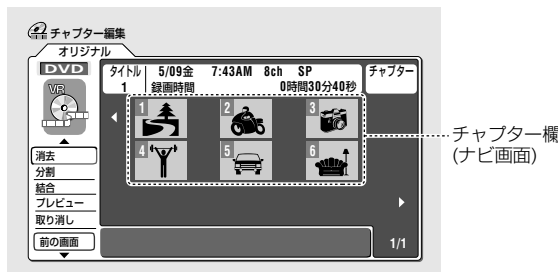 チャプター編集
オリジナル
DVD
VR
タイトル 5/09金 7:43AM 8ch SP チャプター
1 録画時間 0時間30分40秒
1 2 3
4 5 6
チャプター欄
(ナビ画面)
消去
分割
結合
プレビュー
取り消し
前の画面
1/1